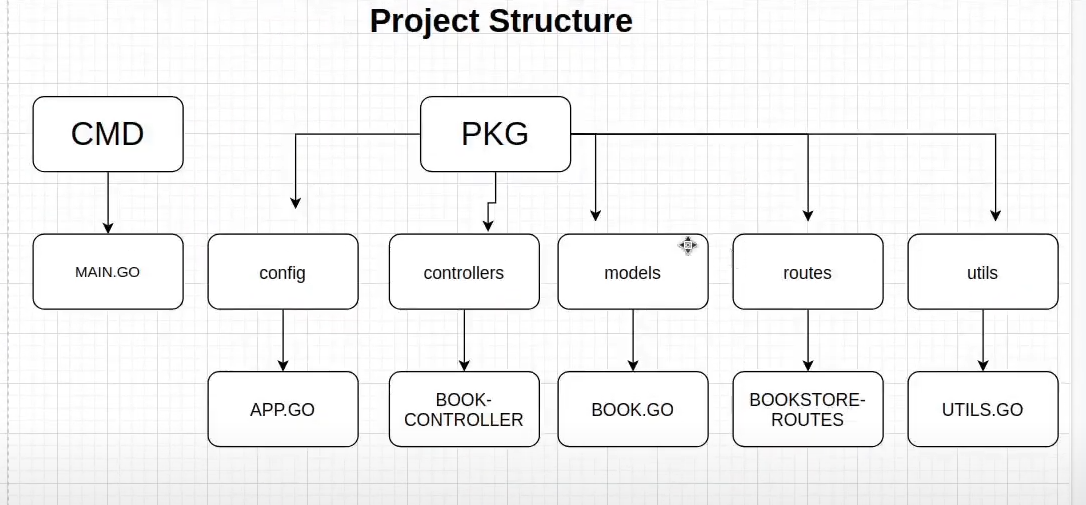 Project Structure
CMD
PKG
MAIN.GO
config
controllers
models
routes
utils
APP.GO
BOOK-
CONTROLLER
BOOK.GO
BOOKSTORE-
ROUTES
UTILS.GO